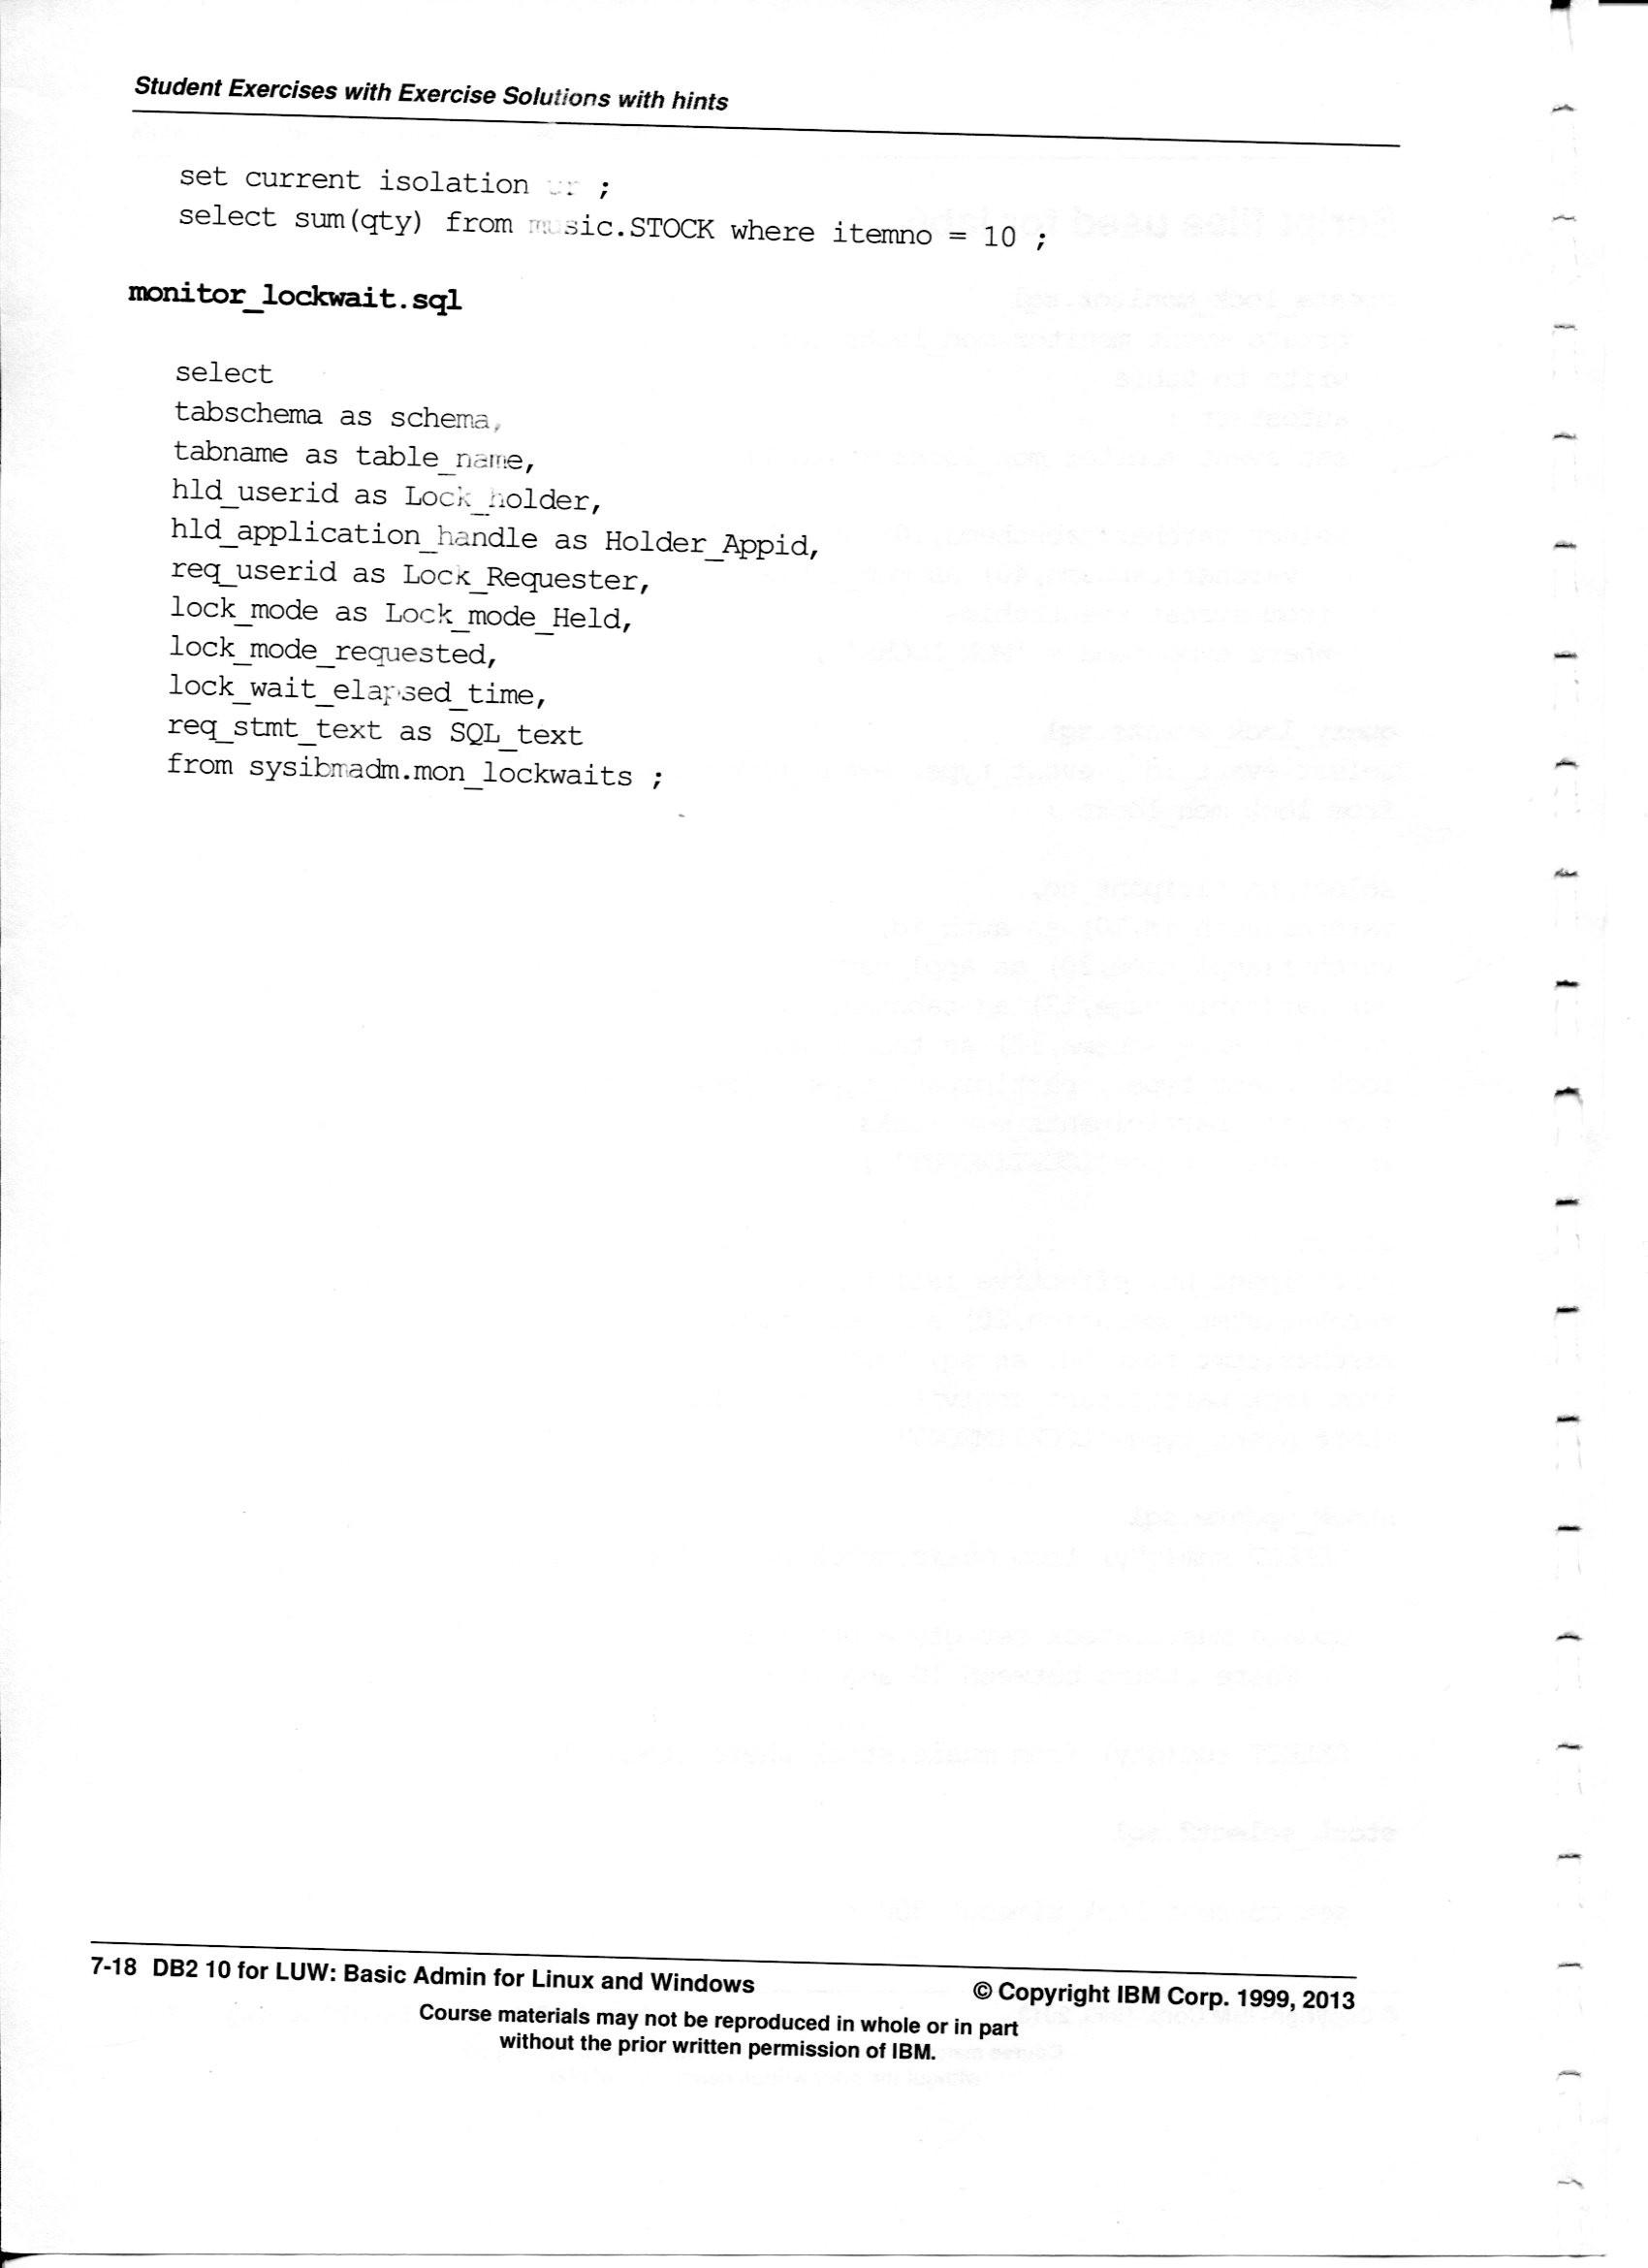 Student Exercises with Exercise Solutions with hints
set current isolation ur ;
select sum(qty) from music.STOCK where itemno = 10 ;
monitor_lockwait.sql
select
tabschema as schema,
tabname as table_name,
hld_userid as Lock_holder,
hld_application_handle as Holder_Appid,
req_userid as Lock_Requester,
lock_mode as Lock_mode_Held,
lock_mode_requested,
lock_wait_elapsed_time,
req_stmt_text as SQL_text
from sysibmadm.mon_lockwaits ;
7-18 DB2 10 for LUW: Basic Admin for Linux and Windows © Copyright IBM Corp. 1999, 2013
Course materials may not be reproduced in whole or in part
without the prior written permission of IBM.